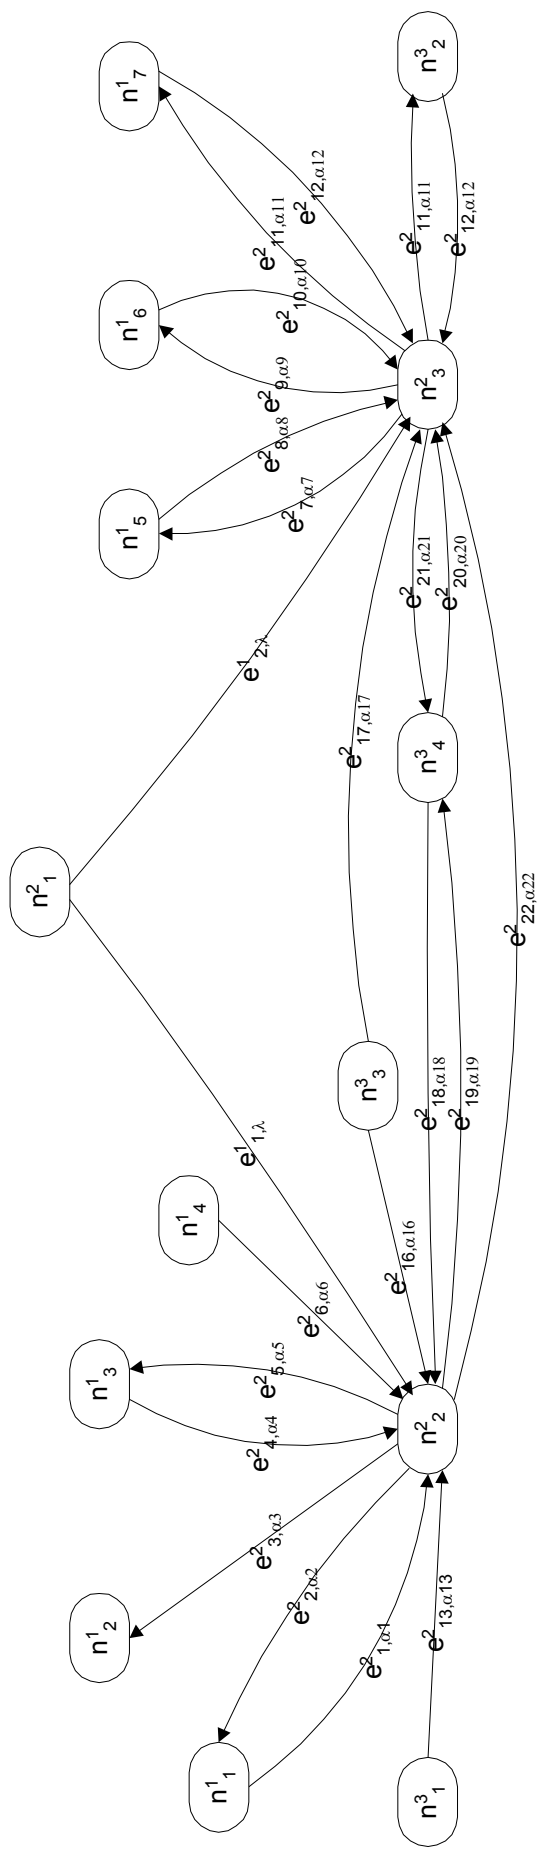 n²1
n¹2
n¹3
n¹5
n¹6
n¹7
n¹4
n¹1
e²3,α3
e²4,α4
e²5,α5
e¹1,λ
e¹2,λ
e²8,α8
e²9,α9
e²11,α11
e²2,α2
e²6,α6
e²7,α7
e²10,α10
e²12,α12
e²1,α1
n³3
e²17,α17
e²16,α16
e²21,α21
e²11,α11
n³1
e²13,α13
n²2
e²18,α18
n³4
n²3
n³2
e²19,α19
e²20,α20
e²12,α12
e²22,α22